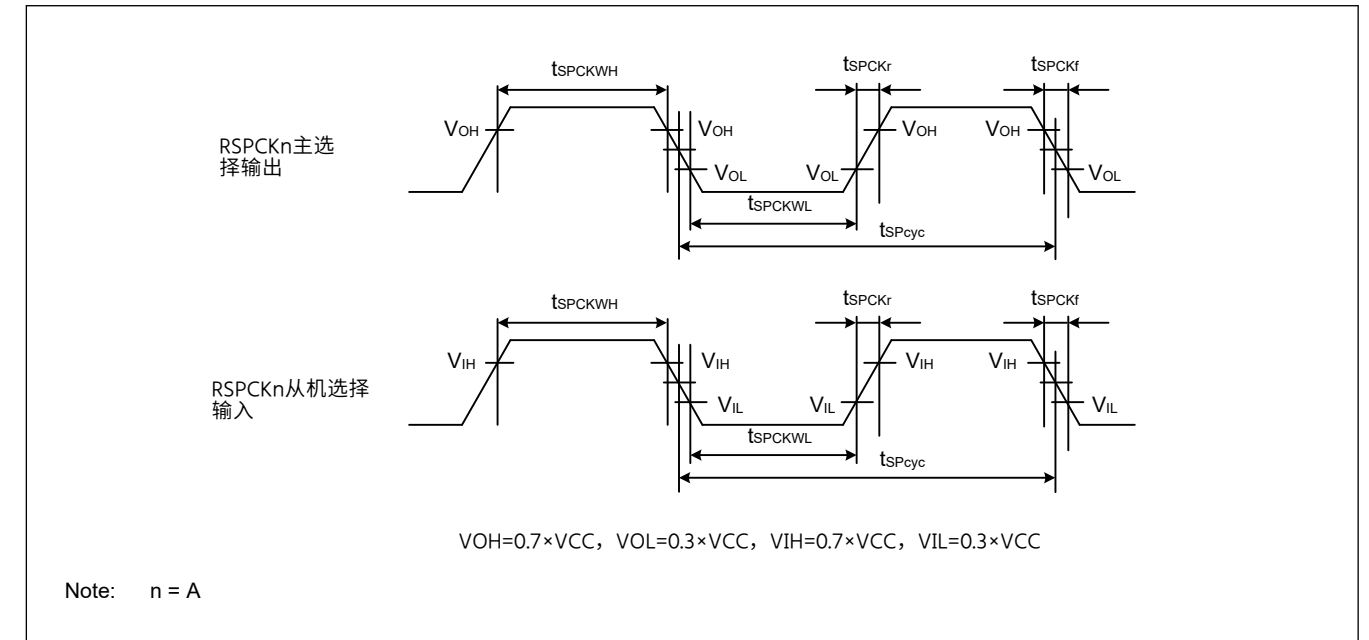 tSPCKWH
tSPCKr
tSPCKf
VOH
VOH
VOH
VOH
RSPCKn主选
择输出
VOL
VOL
VOL
tSPCKWL
tSPcyc
tSPCKWH
tSPCKr
tSPCKf
VIH
VIH
VIH
VIH
RSPCKn从机选择
输入
VIL
VIL
VIL
tSPCKWL
tSPcyc
VOH=0.7×VCC，VOL=0.3×VCC，VIH=0.7×VCC，VIL=0.3×VCC
Note: n = A